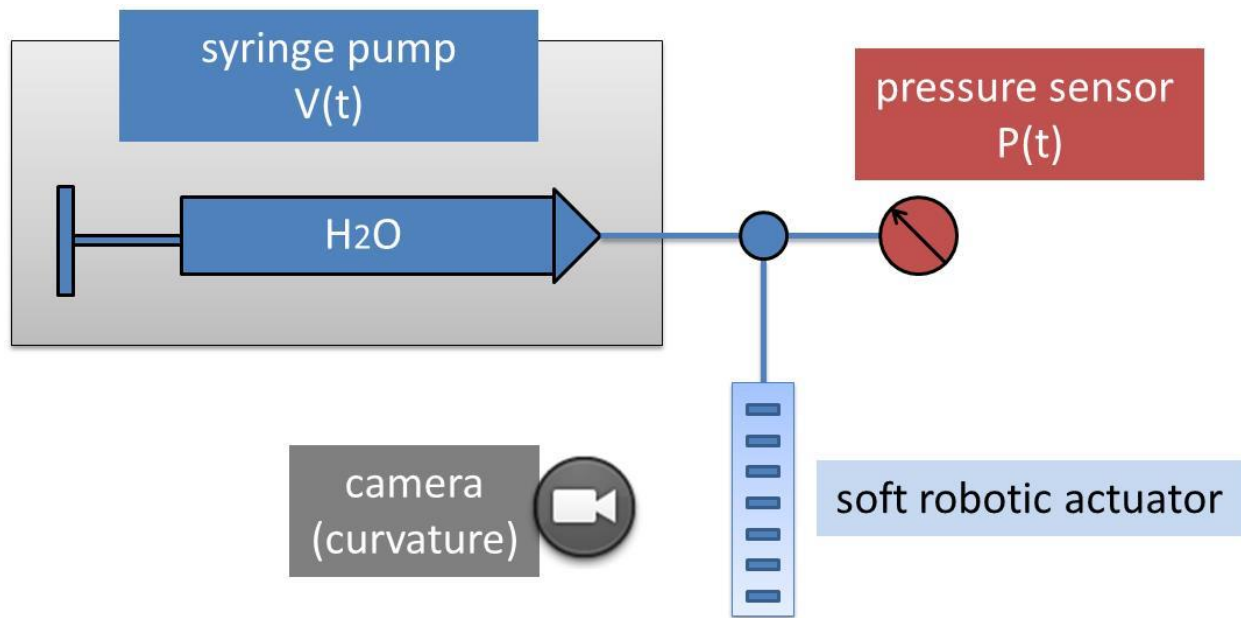 syringe pump
V(t)
pressure sensor
P(t)
H2O
camera
(curvature)
soft robotic actuator